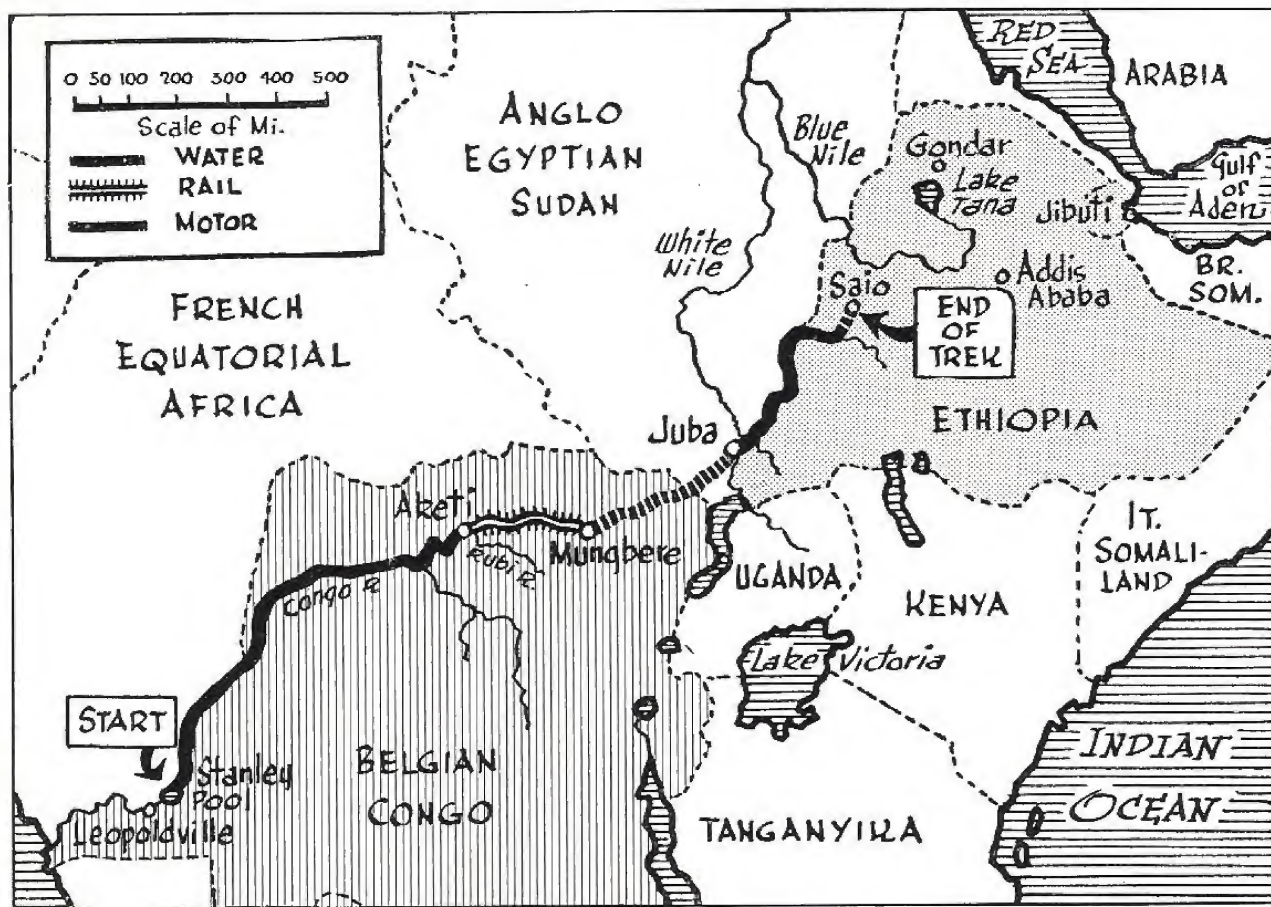 0 50 100 200 300 400 500
Scale of Mi.
WATER
RAIL
MOTOR
RED
SEA
ARABIA
ANGLO
EGYPTIAN
SUDAN
Blue
Nile
Gondar
Lake
Tana
Jibuti
Gulf
of
Aden
White
Nile
Saio
Addis
Ababa
BR.
SOM.
END
OF
TREK
FRENCH
EQUATORIAL
AFRICA
ETHIOPIA
Juba
Aketi
Rubi R.
Mungbere
IT.
SOMALI-
LAND
Congo R
UGANDA
KENYA
Lake Victoria
START
Stanley
Pool
Leopoldville
BELGIAN
CONGO
TANGANYIKA
INDIAN
OCEAN